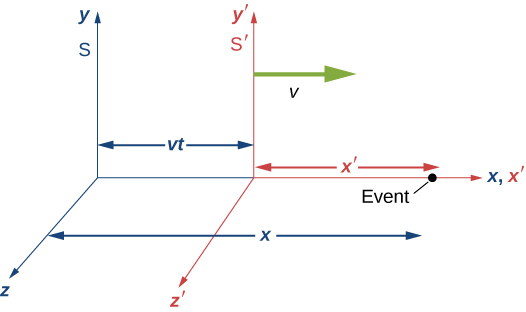 y
y′
S
S′
v
vt
x′
x, x′
Event
x
z
z′